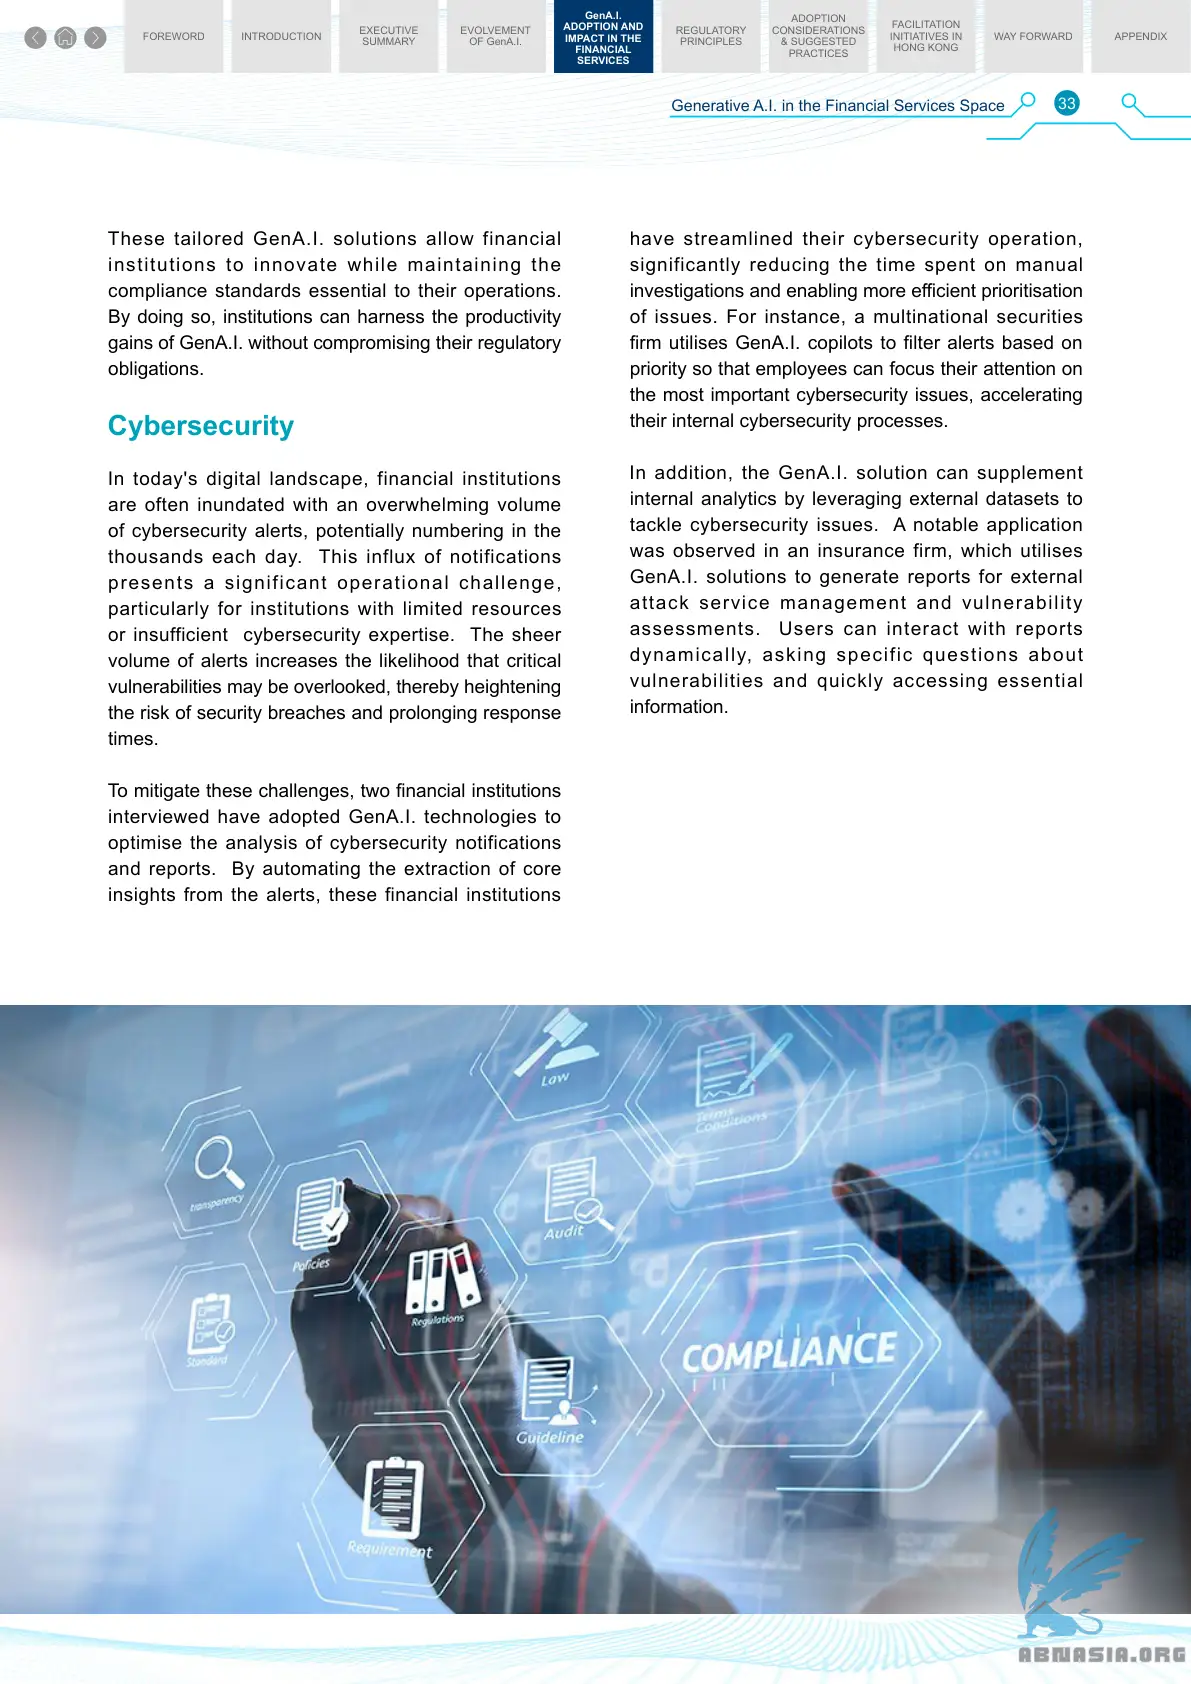 FOREWORD
INTRODUCTION
EXECUTIVE
SUMMARY
EVOLVEMENT
OF GenA.I.
GenA.I.
ADOPTION AND
IMPACT IN THE
FINANCIAL
SERVICES
REGULATORY
PRINCIPLES
ADOPTION
CONSIDERATIONS
& SUGGESTED
PRACTICES
FACILITATION
INITIATIVES IN
HONG KONG
WAY FORWARD
APPENDIX
Generative A.I. in the Financial Services Space
33
These tailored GenA.I. solutions allow financial
institutions to innovate while maintaining the
compliance standards essential to their operations.
By doing so, institutions can harness the productivity
gains of GenA.I. without compromising their regulatory
obligations.
Cybersecurity
In today's digital landscape, financial institutions
are often inundated with an overwhelming volume
of cybersecurity alerts, potentially numbering in the
thousands each day. This influx of notifications
presents a significant operational challenge,
particularly for institutions with limited resources
or insufficient cybersecurity expertise. The sheer
volume of alerts increases the likelihood that critical
vulnerabilities may be overlooked, thereby heightening
the risk of security breaches and prolonging response
times.
To mitigate these challenges, two financial institutions
interviewed have adopted GenA.I. technologies to
optimise the analysis of cybersecurity notifications
and reports. By automating the extraction of core
insights from the alerts, these financial institutions
have streamlined their cybersecurity operation,
significantly reducing the time spent on manual
investigations and enabling more efficient prioritisation
of issues. For instance, a multinational securities
firm utilises GenA.I. copilots to filter alerts based on
priority so that employees can focus their attention on
the most important cybersecurity issues, accelerating
their internal cybersecurity processes.
In addition, the GenA.I. solution can supplement
internal analytics by leveraging external datasets to
tackle cybersecurity issues. A notable application
was observed in an insurance firm, which utilises
GenA.I. solutions to generate reports for external
attack service management and vulnerability
assessments. Users can interact with reports
dynamically, asking specific questions about
vulnerabilities and quickly accessing essential
information.
Law
Terms
Conditions
transparency
Policies
Audit
Regulations
Standard
COMPLIANCE
Guideline
Requirement
ABNASIA.ORG